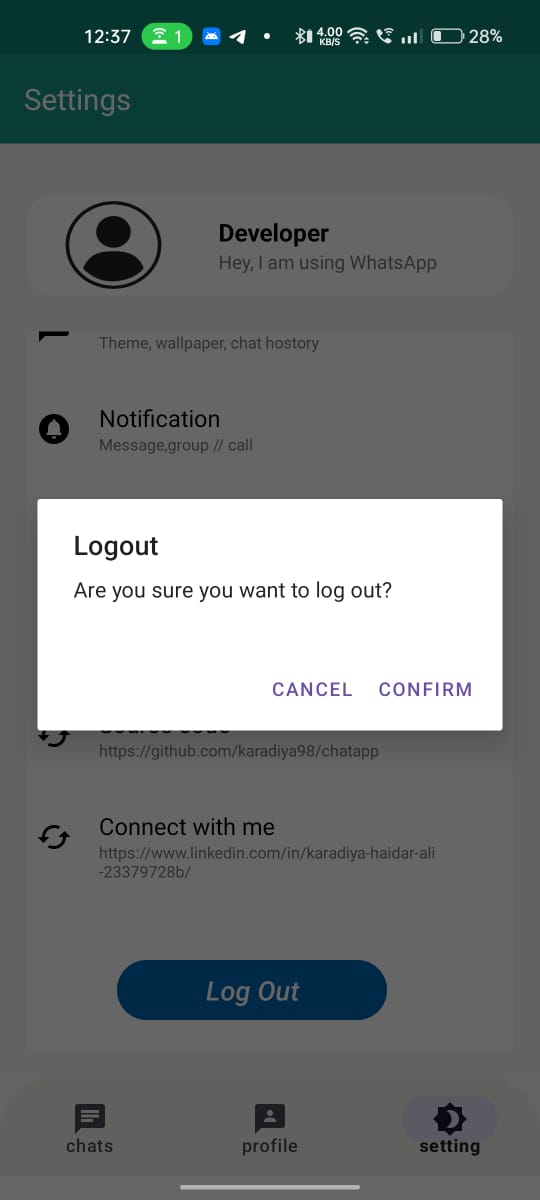 12:37 1 4.00 KB/S 28%
Settings
Developer
Hey, I am using WhatsApp
Theme, wallpaper, chat hostory
Notification
Message,group // call
Logout
Are you sure you want to log out?
CANCEL CONFIRM
https://github.com/karadiya98/chatapp
Connect with me
https://www.linkedin.com/in/karadiya-haidar-ali
-23379728b/
Log Out
chats profile setting